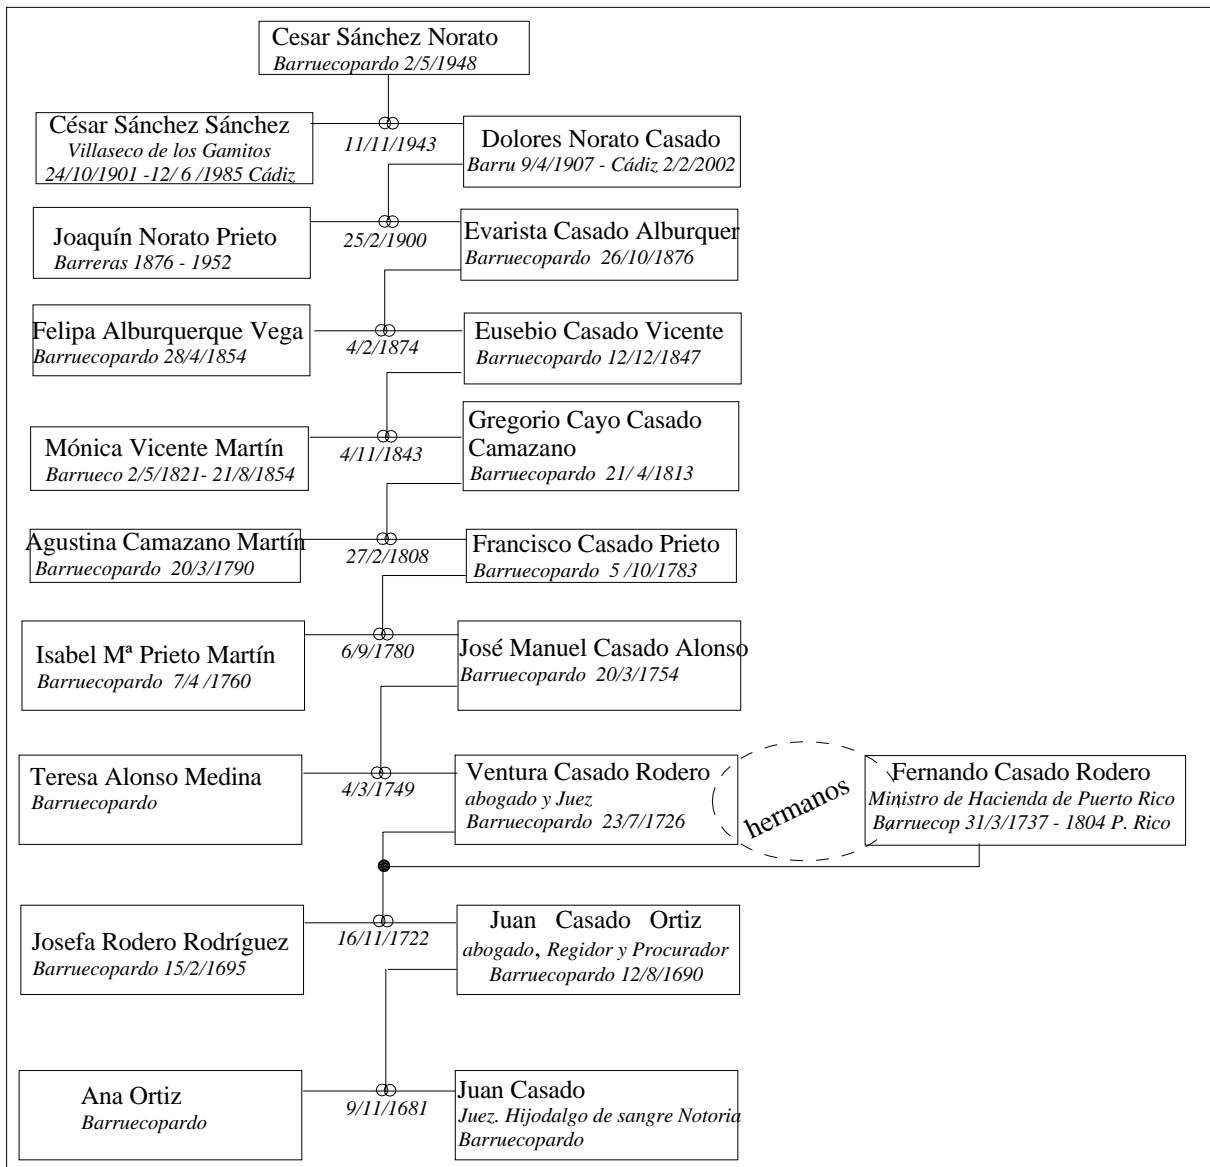 Cesar Sánchez Norato
Barruecopardo 2/5/1948
César Sánchez Sánchez
Villaseco de los Gamitos
24/10/1901 -12/ 6 /1985 Cádiz
11/11/1943
Dolores Norato Casado
Barru 9/4/1907 - Cádiz 2/2/2002
Joaquín Norato Prieto
Barreras 1876 - 1952
25/2/1900
Evarista Casado Alburquer
Barruecopardo 26/10/1876
Felipa Alburquerque Vega
Barruecopardo 28/4/1854
4/2/1874
Eusebio Casado Vicente
Barruecopardo 12/12/1847
Mónica Vicente Martín
Barrueco 2/5/1821- 21/8/1854
4/11/1843
Gregorio Cayo Casado
Camazano
Barruecopardo 21/ 4/1813
Agustina Camazano Martín
Barruecopardo 20/3/1790
27/2/1808
Francisco Casado Prieto
Barruecopardo 5 /10/1783
Isabel Mª Prieto Martín
Barruecopardo 7/4 /1760
6/9/1780
José Manuel Casado Alonso
Barruecopardo 20/3/1754
Teresa Alonso Medina
Barruecopardo
4/3/1749
Ventura Casado Rodero
abogado y Juez
Barruecopardo 23/7/1726
hermanos
Fernando Casado Rodero
Ministro de Hacienda de Puerto Rico
Barruecop 31/3/1737 - 1804 P. Rico
Josefa Rodero Rodríguez
Barruecopardo 15/2/1695
16/11/1722
Juan Casado Ortiz
abogado, Regidor y Procurador
Barruecopardo 12/8/1690
Ana Ortiz
Barruecopardo
9/11/1681
Juan Casado
Juez. Hijodalgo de sangre Notoria
Barruecopardo